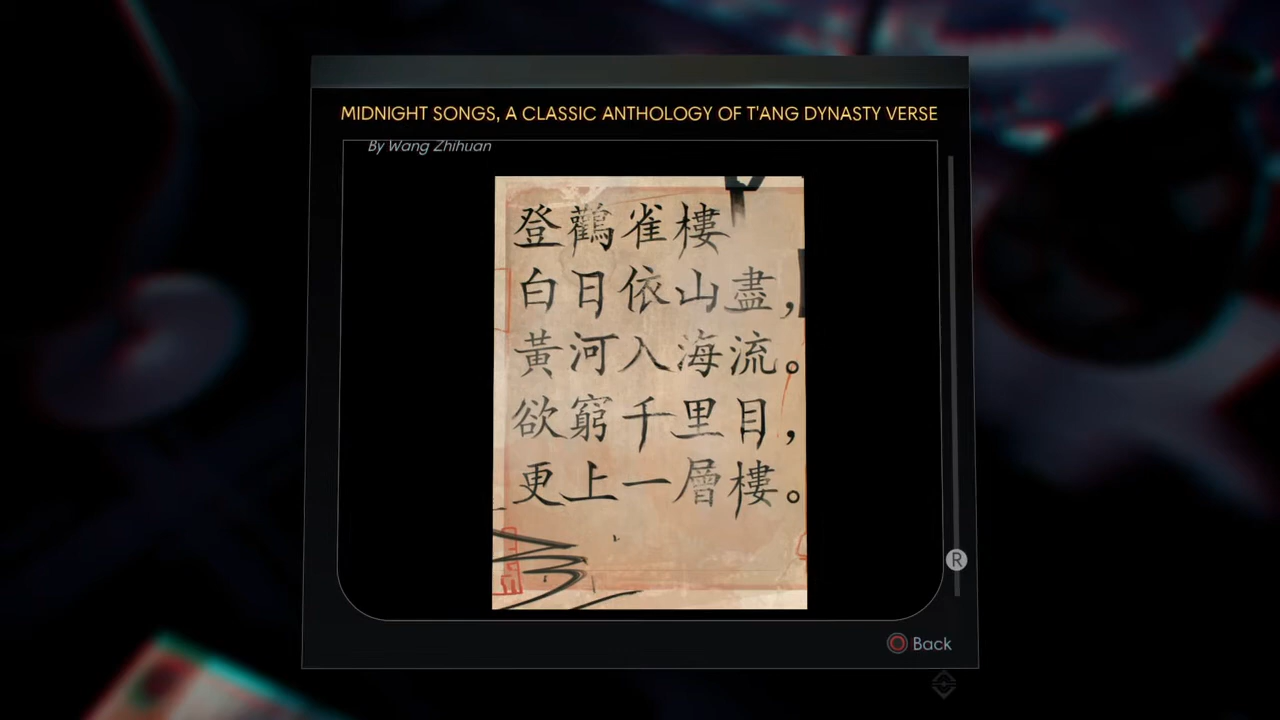 MIDNIGHT SONGS, A CLASSIC ANTHOLOGY OF T'ANG DYNASTY VERSE
By Wang Zhihuan
登鸛雀樓
白日依山盡，
黃河入海流。
欲窮千里目，
更上一層樓。
R
Back